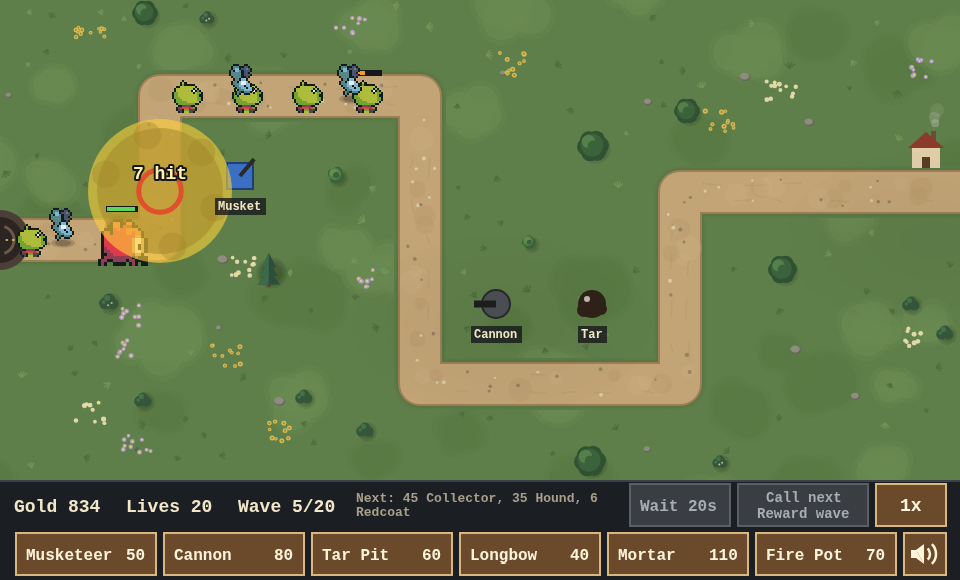 7 hit
Musket
Cannon
Tar
Gold 834
Lives 20
Wave 5/20
Next: 45 Collector, 35 Hound, 6
Redcoat
Wait 20s
Call next
Reward wave
1x
Musketeer 50
Cannon 80
Tar Pit 60
Longbow 40
Mortar 110
Fire Pot 70